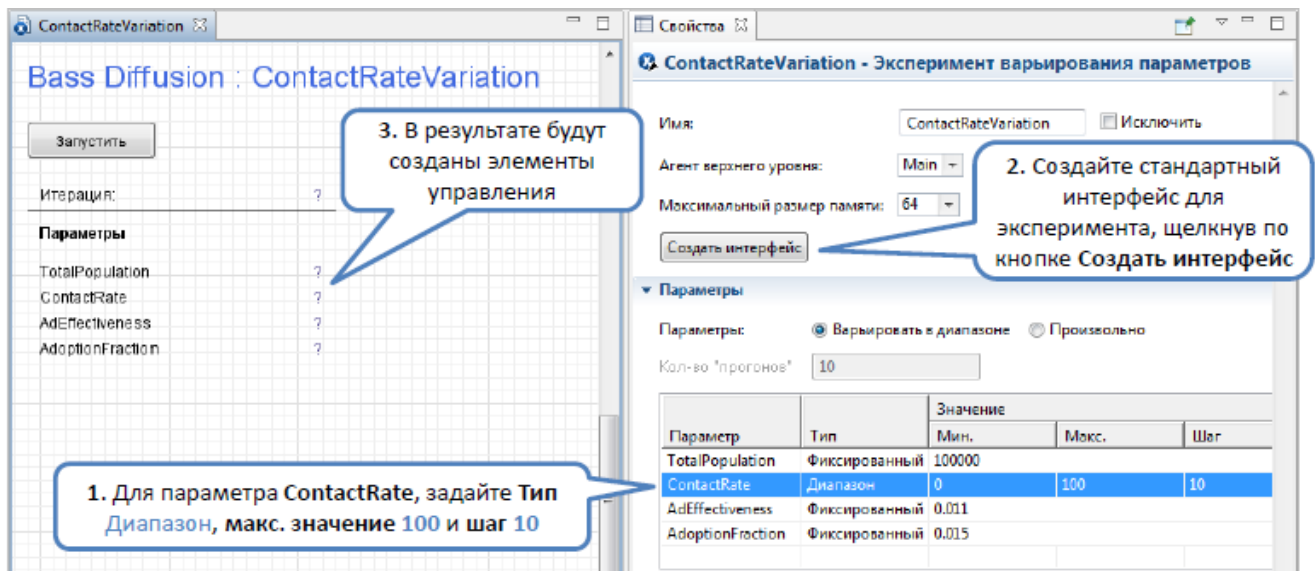 ContactRateVariation
Bass Diffusion : ContactRateVariation
Запустить
Итерация: ?
Параметры
TotalPopulation ?
ContactRate ?
AdEffectiveness ?
AdoptionFraction ?
3. В результате будут
созданы элементы
управления
1. Для параметра ContactRate, задайте Тип
Диапазон, макс. значение 100 и шаг 10
Свойства
ContactRateVariation - Эксперимент варьирования параметров
Имя: ContactRateVariation Исключить
Агент верхнего уровня: Main
Максимальный размер памяти: 64
Создать интерфейс
2. Создайте стандартный
интерфейс для
эксперимента, щелкнув по
кнопке Создать интерфейс
Параметры
Параметры: Варьировать в диапазоне Произвольно
Кол-во "прогонов" 10
Значение
Параметр Тип Мин. Макс. Шаг
TotalPopulation Фиксированный 100000
ContactRate Диапазон 0 100 10
AdEffectiveness Фиксированный 0.011
AdoptionFraction Фиксированный 0.015